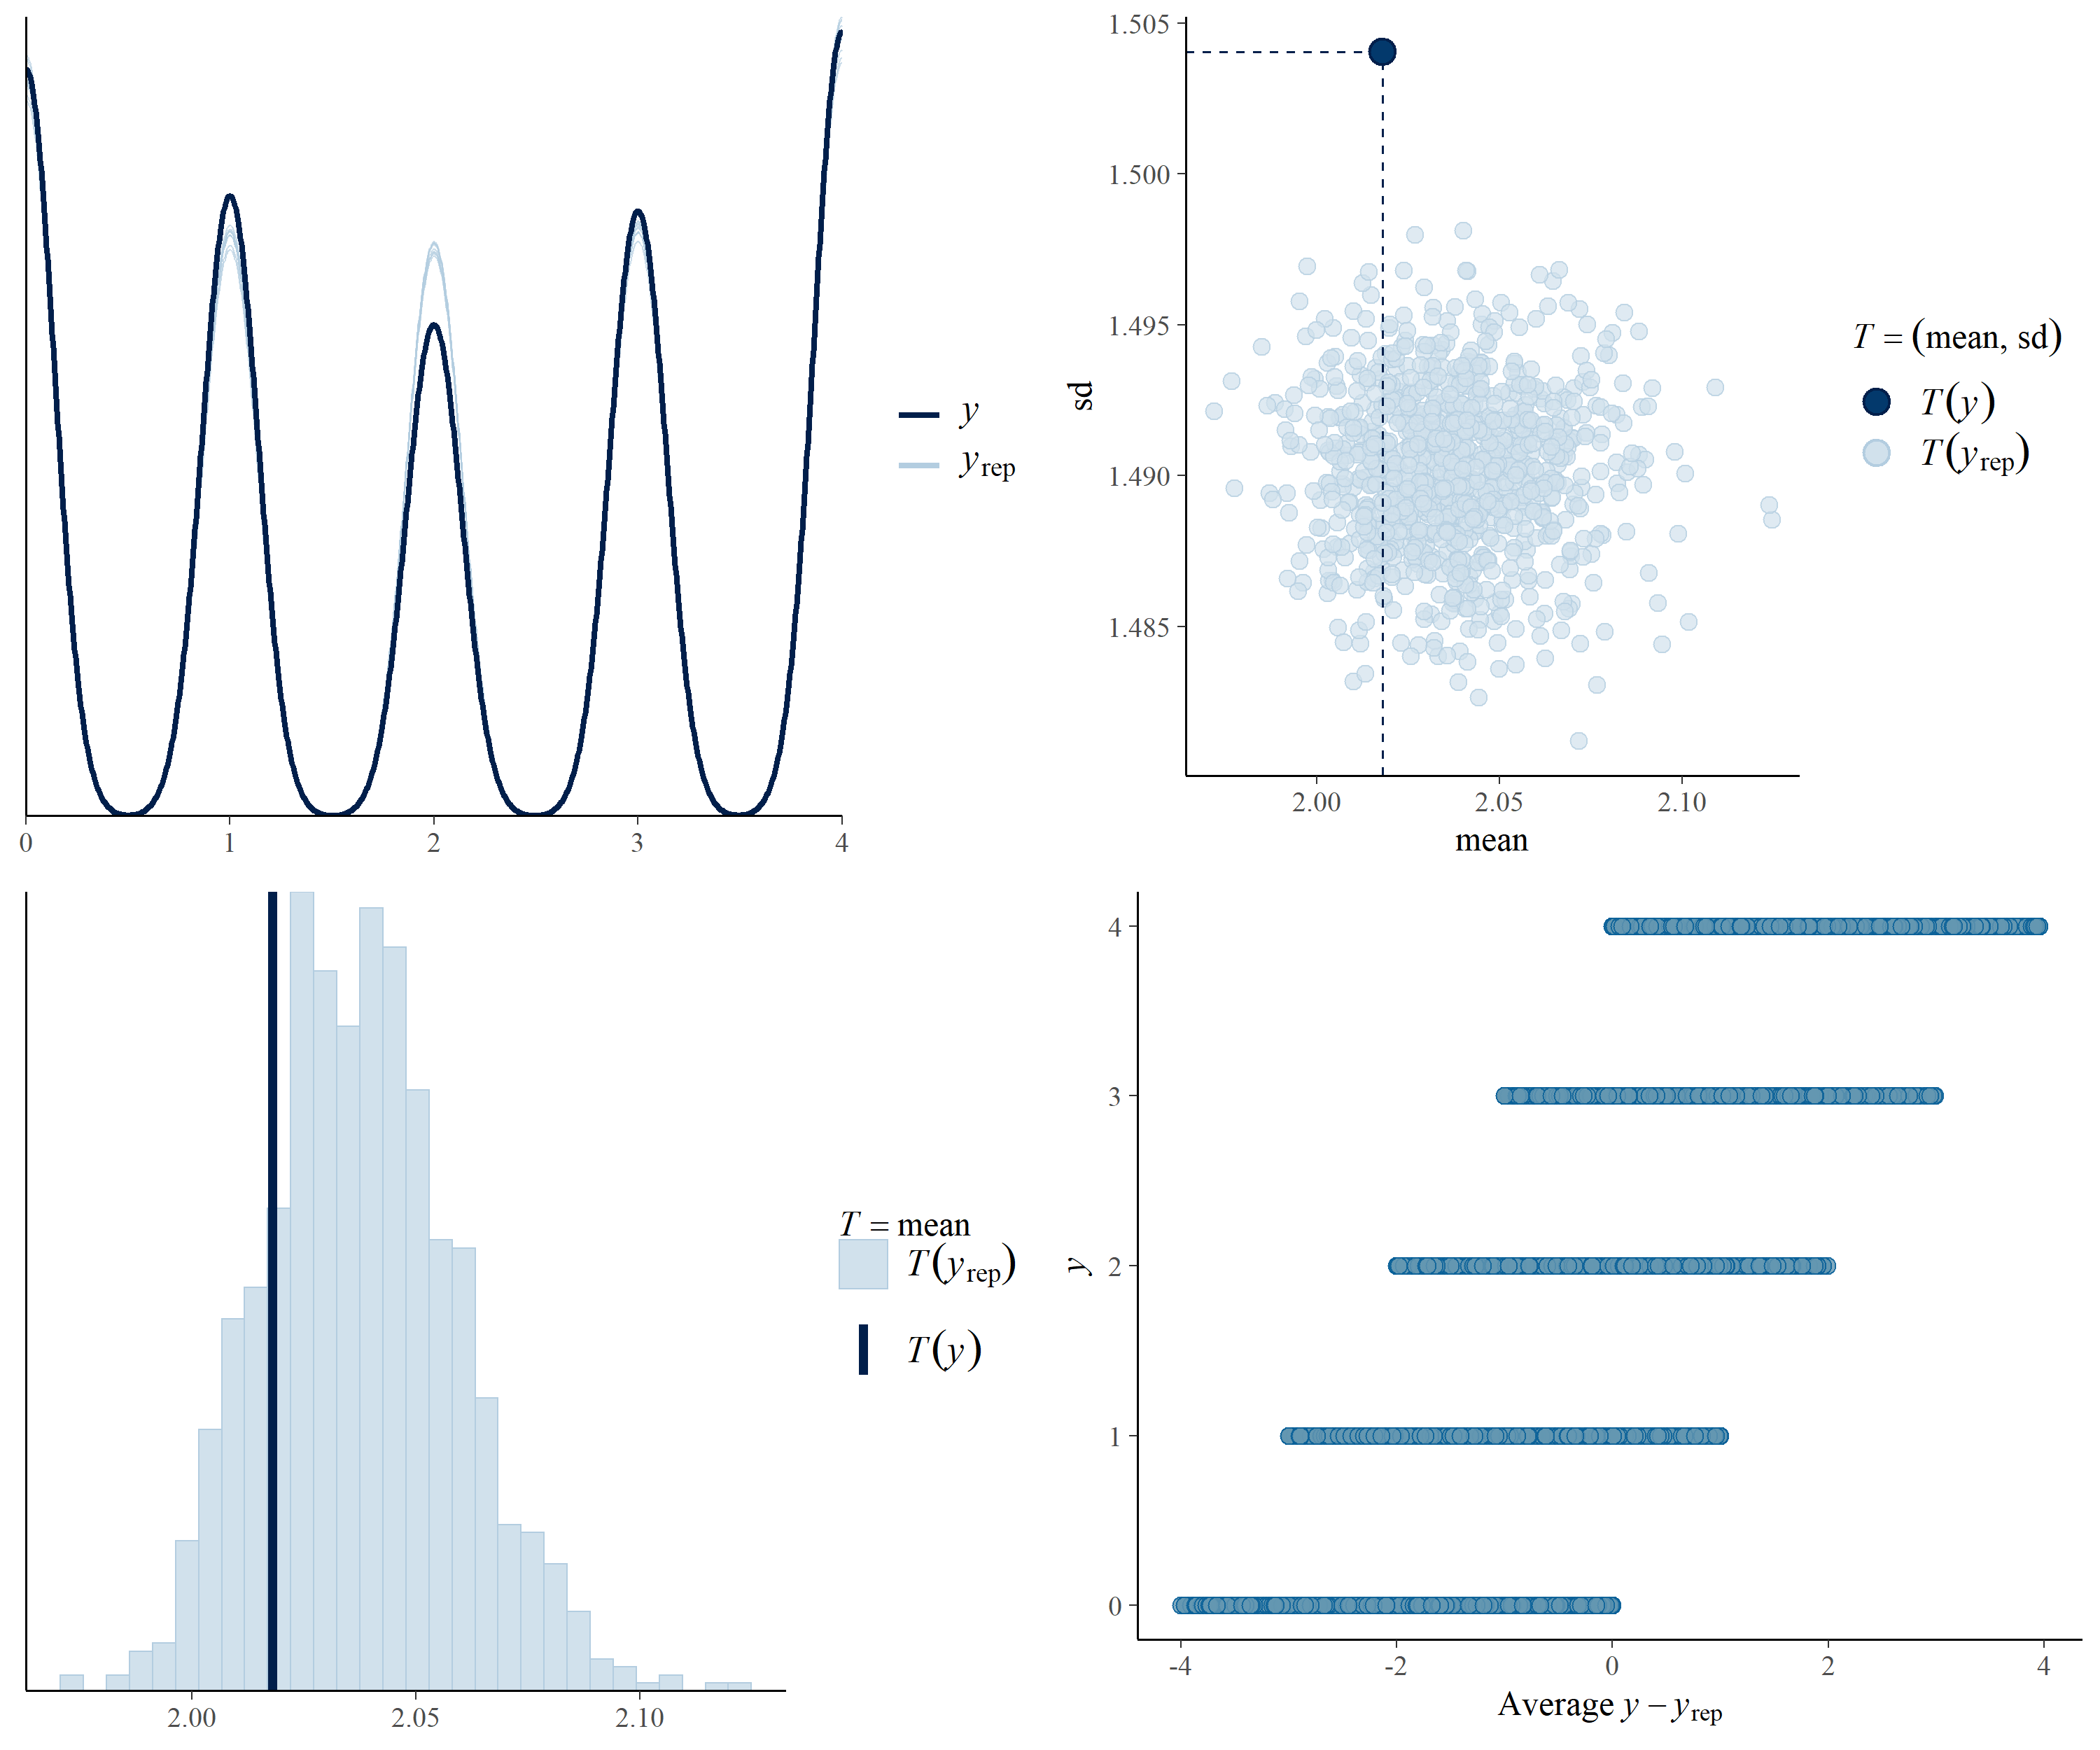 y
yrep
0 1 2 3 4
1.505
1.500
1.495
1.490
1.485
sd
2.00 2.05 2.10
mean
T = (mean, sd)
T(y)
T(yrep)
2.00 2.05 2.10
T = mean
T(yrep)
T(y)
4
3
2
1
0
y
-4 -2 0 2 4
Average y − yrep